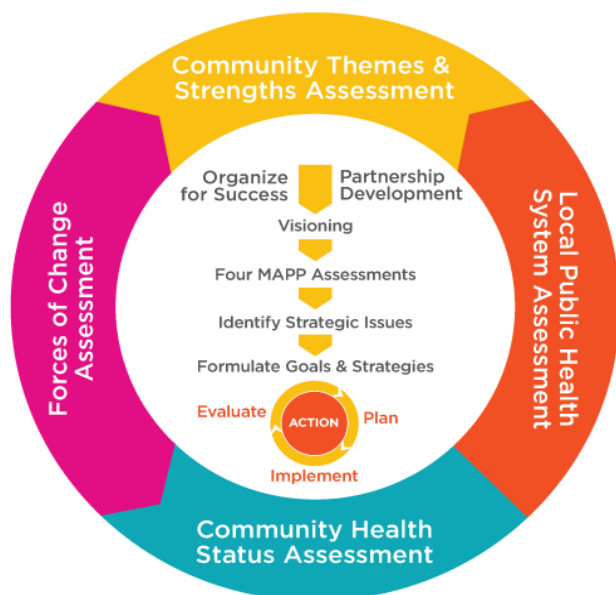 Community Themes &
Strengths Assessment
Local Public Health
System Assessment
Community Health
Status Assessment
Forces of Change
Assessment
Organize
for Success
Partnership
Development
Visioning
Four MAPP Assessments
Identify Strategic Issues
Formulate Goals & Strategies
Evaluate
ACTION
Plan
Implement